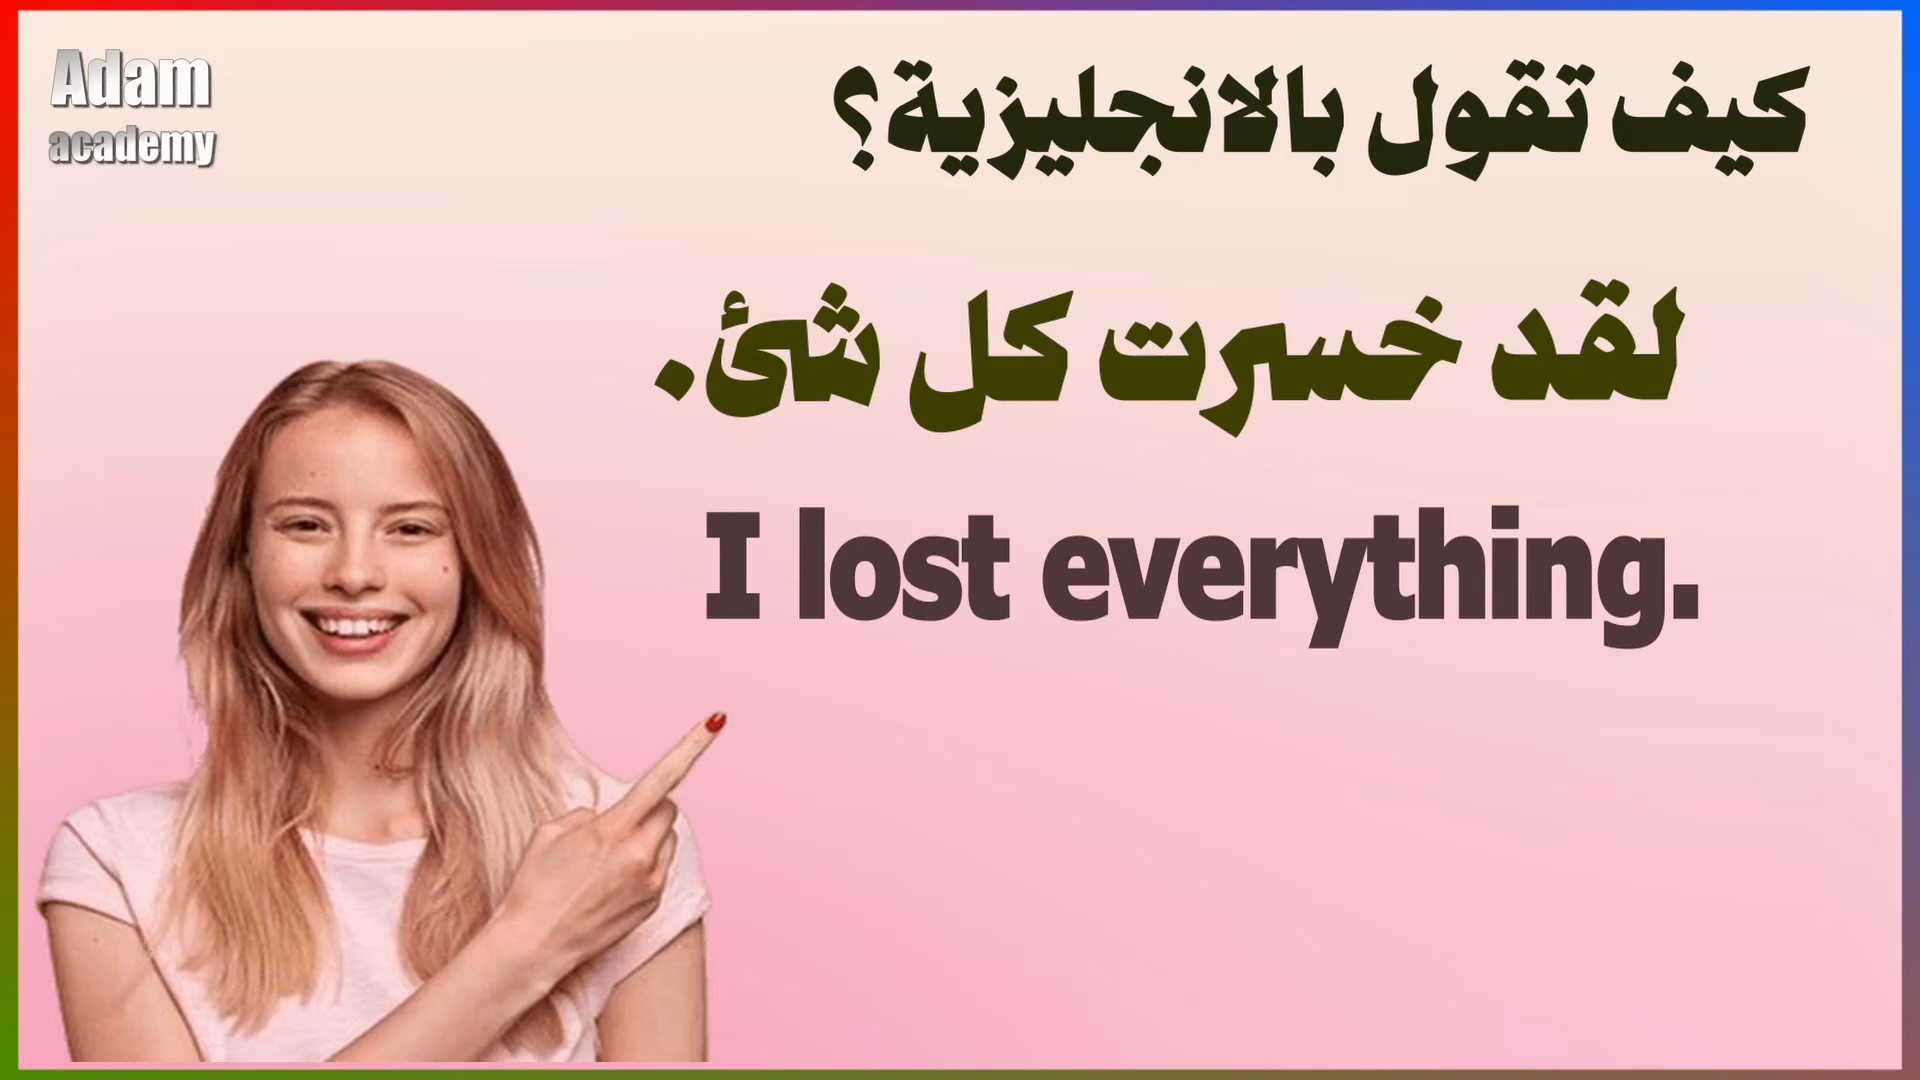 Adam
academy
كيف تقول بالانجليزية؟
لقد خسرت كل شئ.
I lost everything.